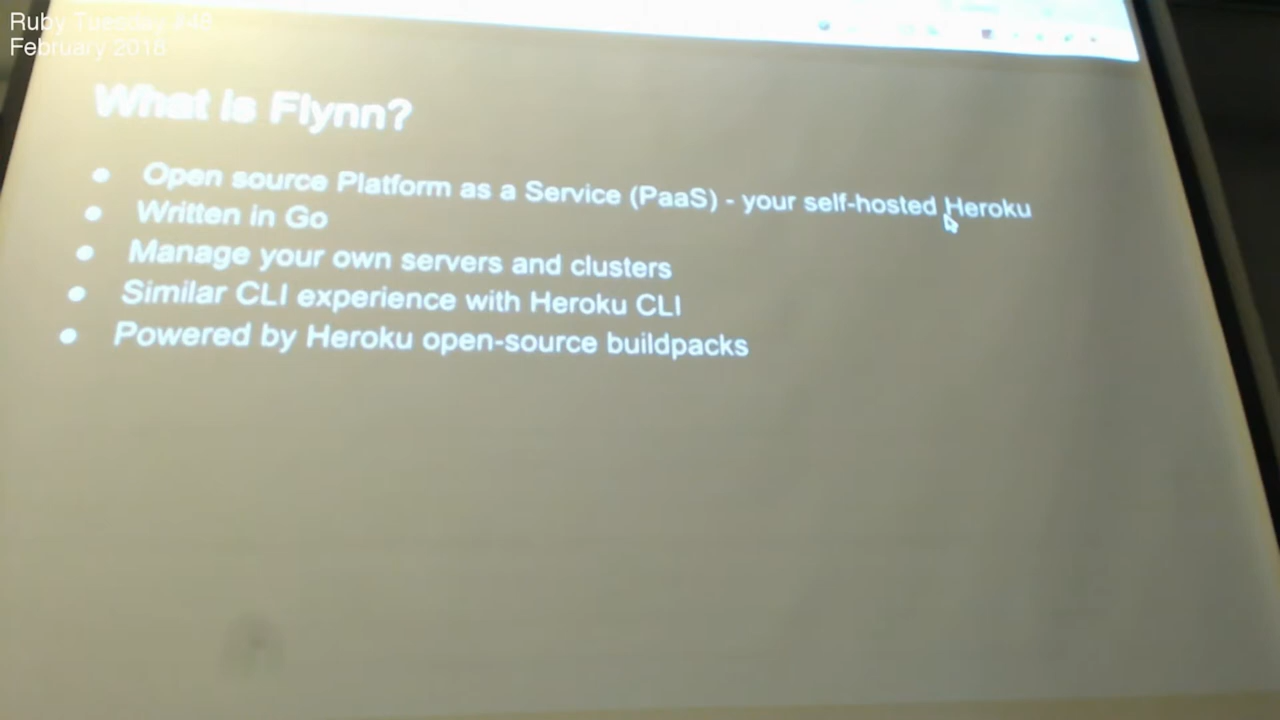 Ruby Tuesday #48
February 2018
What is Flynn?
Open source Platform as a Service (PaaS) - your self-hosted Heroku
Written in Go
Manage your own servers and clusters
Similar CLI experience with Heroku CLI
Powered by Heroku open-source buildpacks